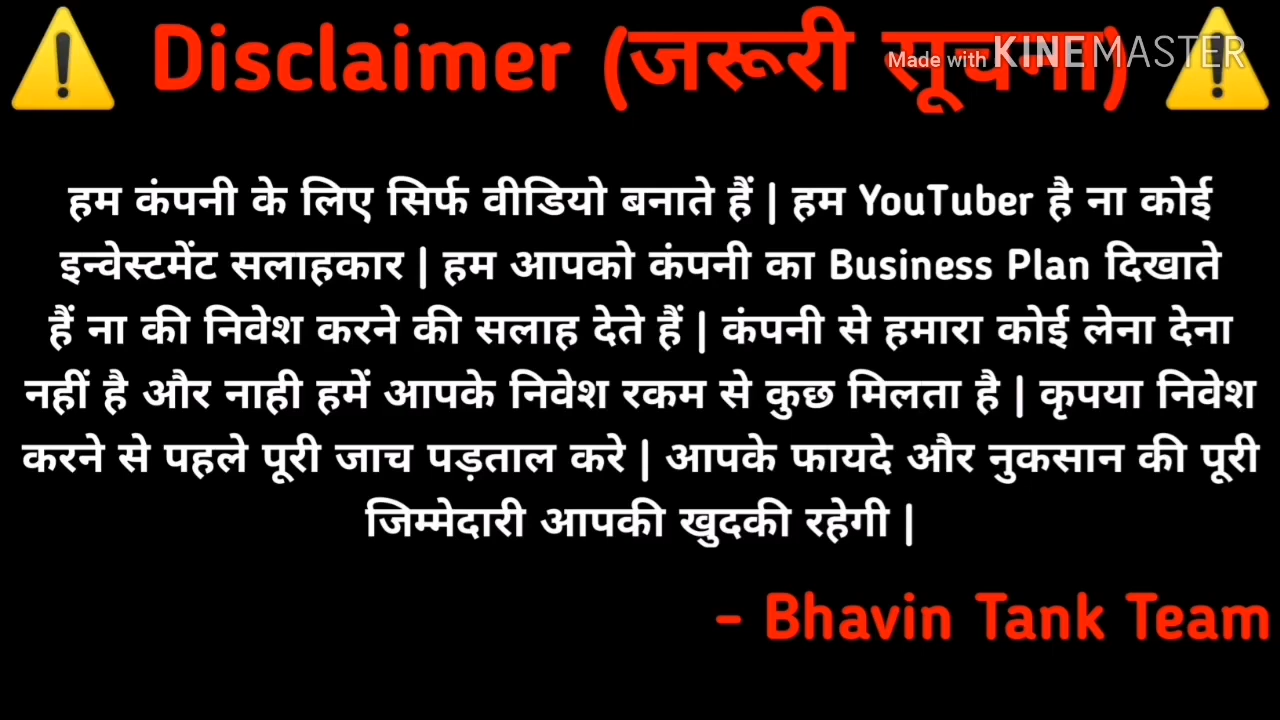 Disclaimer (जरूरी सूचना)
Made with KINEMASTER
हम कंपनी के लिए सिर्फ वीडियो बनाते हैं | हम YouTuber है ना कोई
इन्वेस्टमेंट सलाहकार | हम आपको कंपनी का Business Plan दिखाते
हैं ना की निवेश करने की सलाह देते हैं | कंपनी से हमारा कोई लेना देना
नहीं है और नाही हमें आपके निवेश रकम से कुछ मिलता है | कृपया निवेश
करने से पहले पूरी जाच पड़ताल करे | आपके फायदे और नुकसान की पूरी
जिम्मेदारी आपकी खुदकी रहेगी |
- Bhavin Tank Team